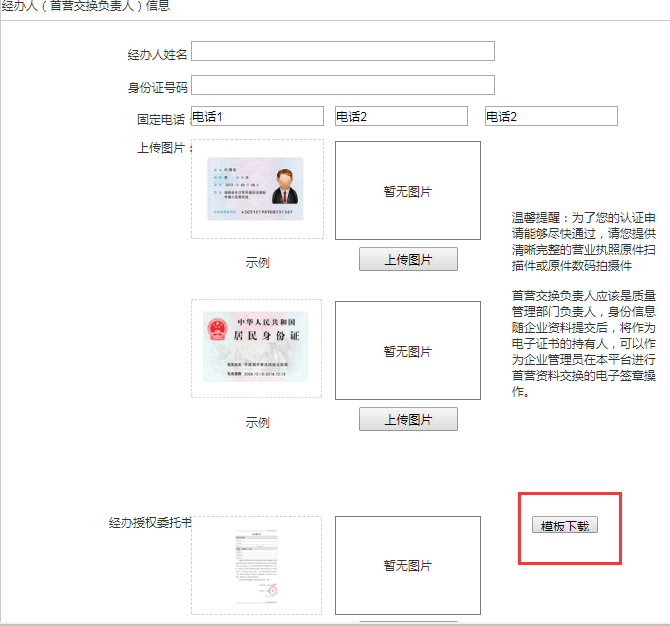 经办人（首营交换负责人）信息
经办人姓名
身份证号码
固定电话：
电话1
电话2
电话2
上传图片：
暂无图片
430512198908131367
示例
上传图片
温馨提醒：为了您的认证申
请能够尽快通过，请您提供
清晰完整的营业执照原件扫
描件或原件数码拍摄件
首营交换负责人应该是质量
管理部门负责人，身份信息
随企业资料提交后，将作为
电子证书的持有人，可以作
为企业管理员在本平台进行
首营资料交换的电子签章操
作。
中华人民共和国
居民身份证
暂无图片
示例
上传图片
经办授权委托书
暂无图片
模板下载